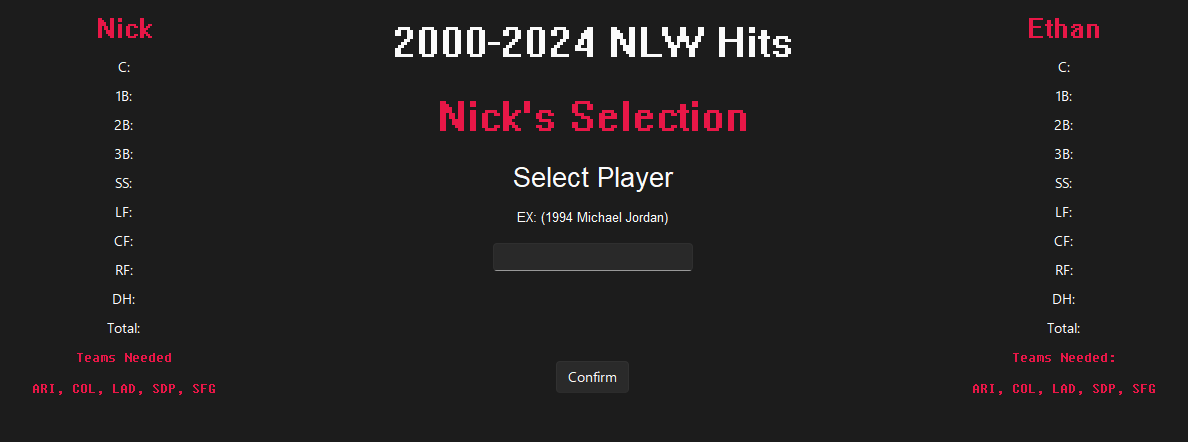 Nick
C:
1B:
2B:
3B:
SS:
LF:
CF:
RF:
DH:
Total:
Teams Needed
ARI, COL, LAD, SDP, SFG
2000-2024 NLW Hits
Nick's Selection
Select Player
EX: (1994 Michael Jordan)
Confirm
Ethan
C:
1B:
2B:
3B:
SS:
LF:
CF:
RF:
DH:
Total:
Teams Needed:
ARI, COL, LAD, SDP, SFG